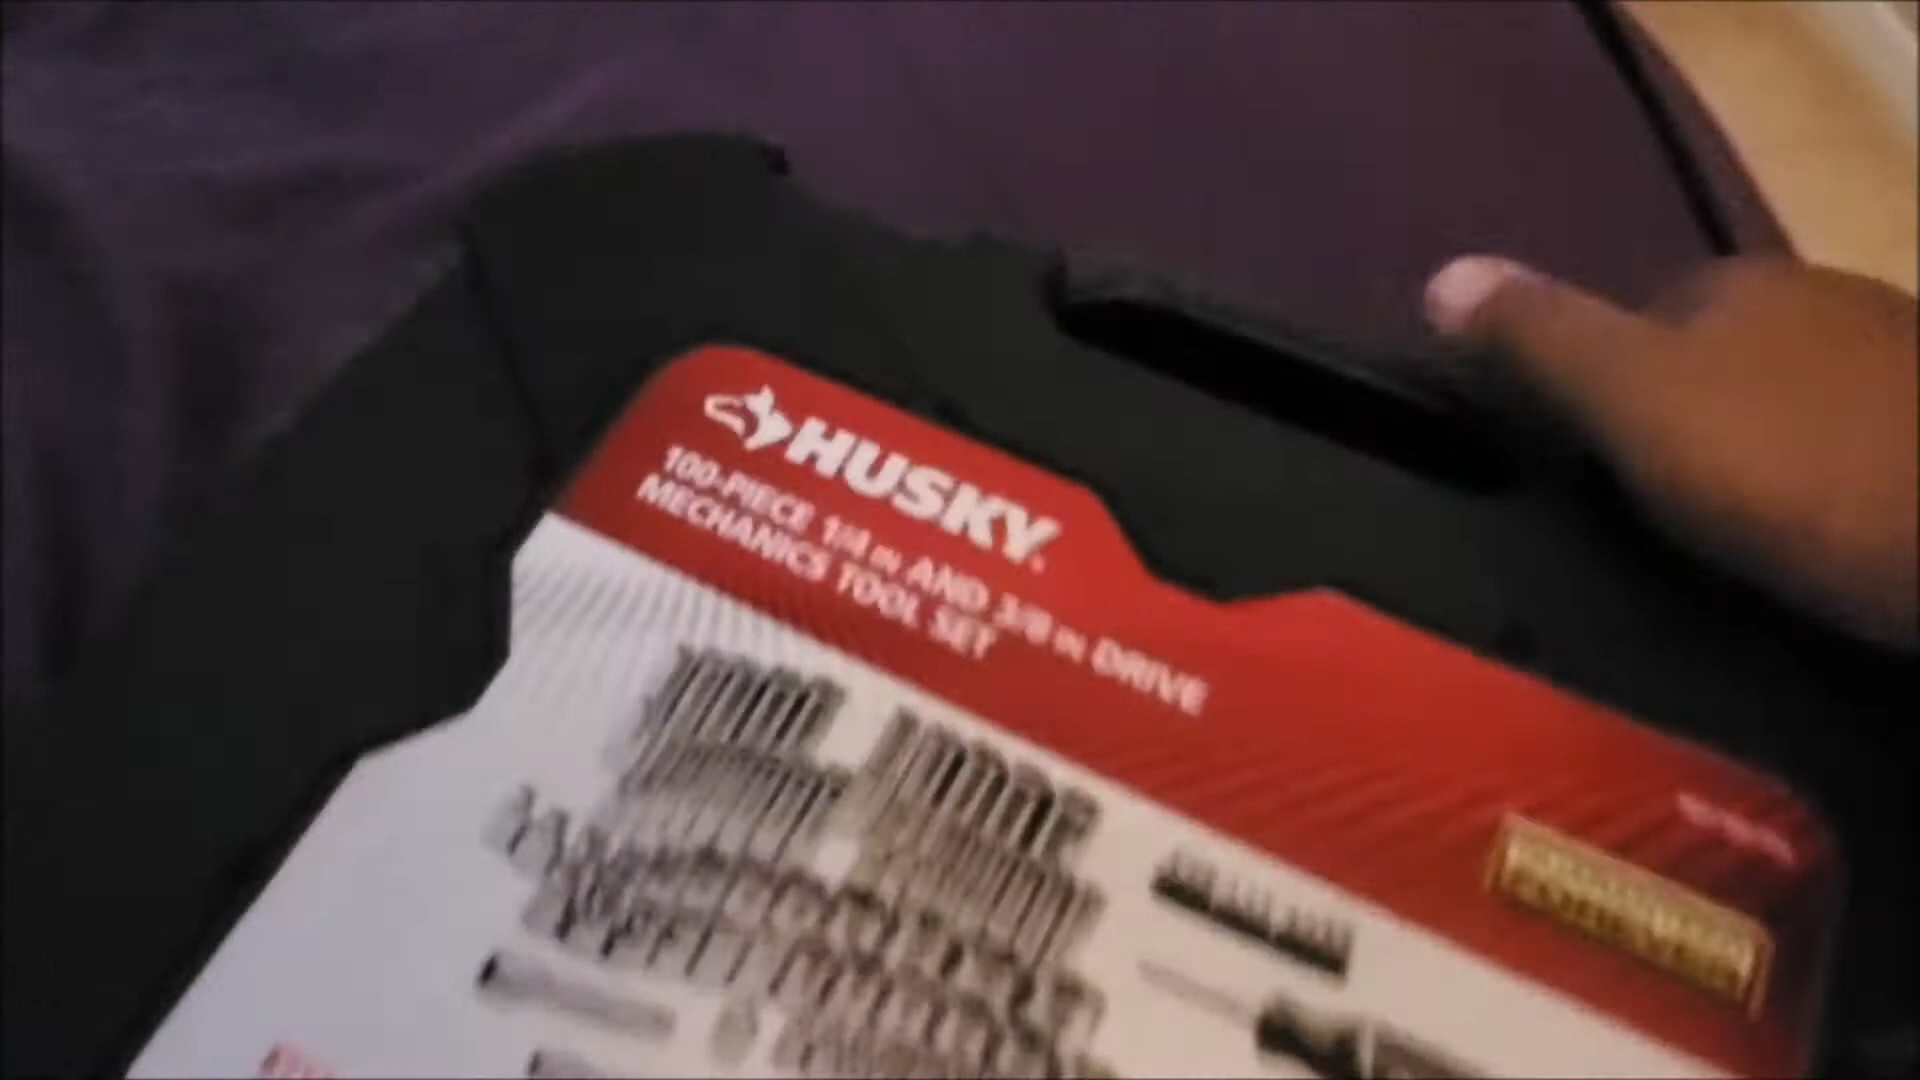 HUSKY
100-PIECE 1/4 IN AND 3/8 IN DRIVE
MECHANICS TOOL SET